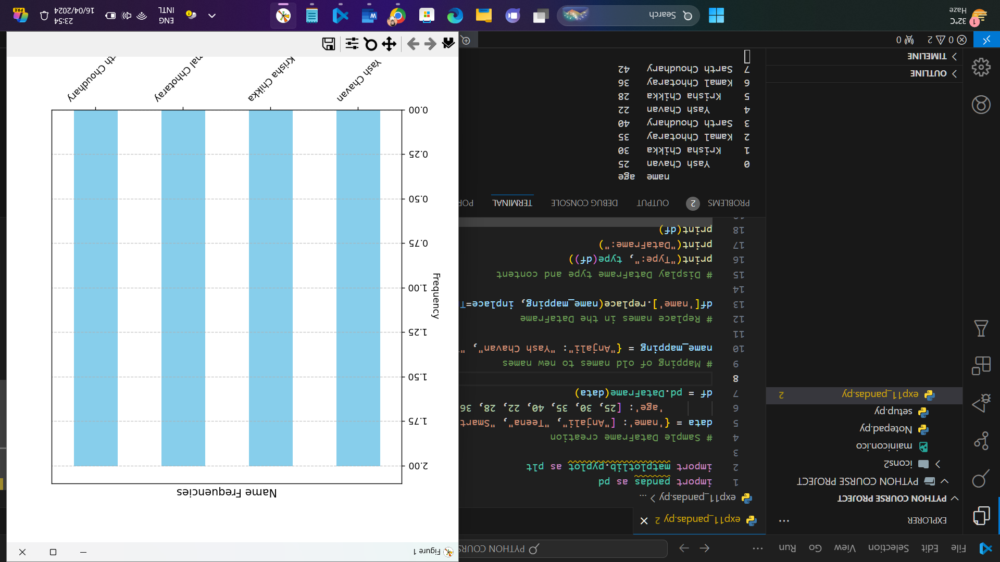 File Edit Selection View Go Run ...
PYTHON COURS
EXPLORER ...
PYTHON COURSE PROJECT
PYTHON COURSE PROJECT
icons2
mainicon.ico
Notepad.py
setup.py
exp11_pandas.py 2
OUTLINE
TIMELINE
exp11_pandas.py 2
exp11_pandas.py > ...
1 import pandas as pd
2 import matplotlib.pyplot as plt
3
4 # Sample DataFrame creation
5 data = {'name': ["Anjali", "Teena", "Smart
6 'age': [25, 30, 35, 40, 22, 28, 36
7 df = pd.DataFrame(data)
8
9 # Mapping of old names to new names
10 name_mapping = {"Anjali": "Yash Chavan", "
11
12 # Replace names in the DataFrame
13 df['name'].replace(name_mapping, inplace=T
14
15 # Display DataFrame type and content
16 print("Type:", type(df))
17 print("DataFrame:")
18 print(df)
PROBLEMS 2 OUTPUT DEBUG CONSOLE TERMINAL POR
name age
0 Yash Chavan 25
1 Krisha Chikka 30
2 Kamal Chhotaray 35
3 Sarth Choudhary 40
4 Yash Chavan 22
5 Krisha Chikka 28
6 Kamal Chhotaray 36
7 Sarth Choudhary 42
0 2 0
Figure 1
Name Frequencies
2.00
1.75
1.50
1.25
1.00
0.75
0.50
0.25
0.00
Frequency
Yash Chavan
Krisha Chikka
mal Chhotaray
th Choudhary
1
32°C
Haze
Search
ENG
INTL
23:54
16/04/2024
PRE